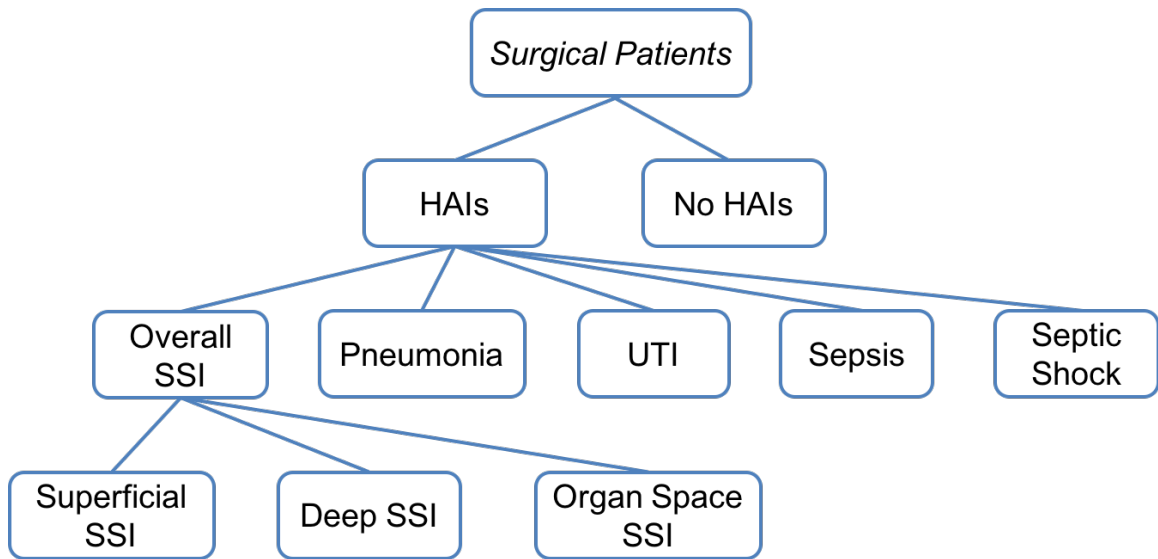 Surgical Patients
HAIs
No HAIs
Overall
SSI
Pneumonia
UTI
Sepsis
Septic
Shock
Superficial
SSI
Deep SSI
Organ Space
SSI